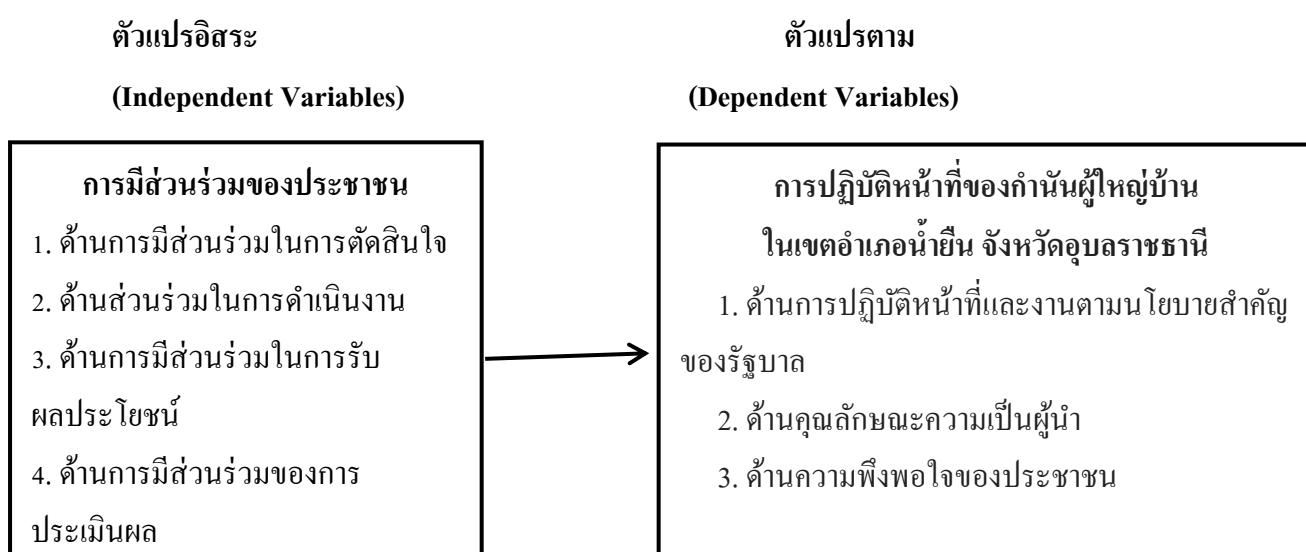 ตัวแปรอิสระ
(Independent Variables)
การมีส่วนร่วมของประชาชน
1. ด้านการมีส่วนร่วมในการตัดสินใจ
2. ด้านส่วนร่วมในการดำเนินงาน
3. ด้านการมีส่วนร่วมในการรับ
ผลประโยชน์
4. ด้านการมีส่วนร่วมของการ
ประเมินผล
ตัวแปรตาม
(Dependent Variables)
การปฏิบัติหน้าที่ของกำนันผู้ใหญ่บ้าน
ในเขตอำเภอน้ำยืน จังหวัดอุบลราชธานี
1. ด้านการปฏิบัติหน้าที่และงานตามนโยบายสำคัญ
ของรัฐบาล
2. ด้านคุณลักษณะความเป็นผู้นำ
3. ด้านความพึงพอใจของประชาชน